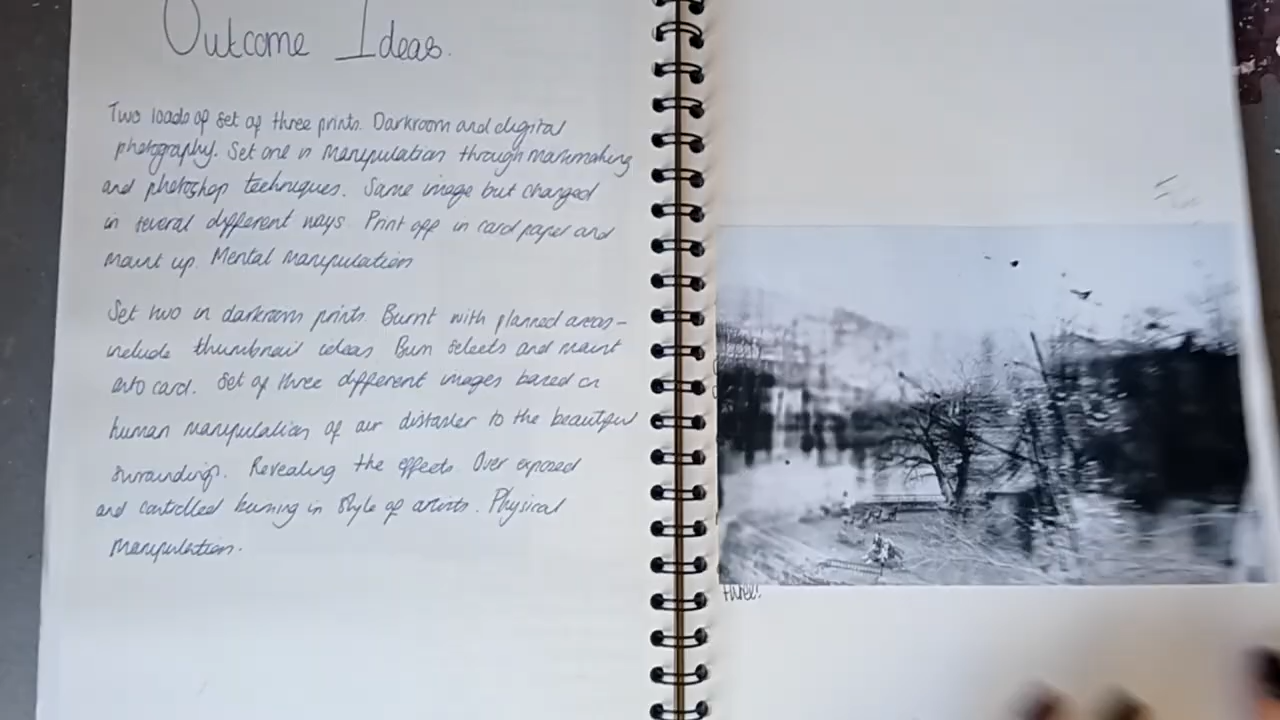 Outcome Ideas.
Two loads of set of three prints. Darkroom and digital
photography. Set one in Manipulation through markmaking
and photoshop techniques. Same image but changed
in several different ways. Print off in card paper and
mount up. Mental Manipulation
Set two in darkroom prints. Burnt with planned areas -
include thumbnail ideas. Burn selects and mount
onto card. Set of three different images based on
human manipulation of our distaster to the beautiful
surroundings. Revealing the effects. Over exposed
and controlled burning in style of artists. Physical
Manipulation.